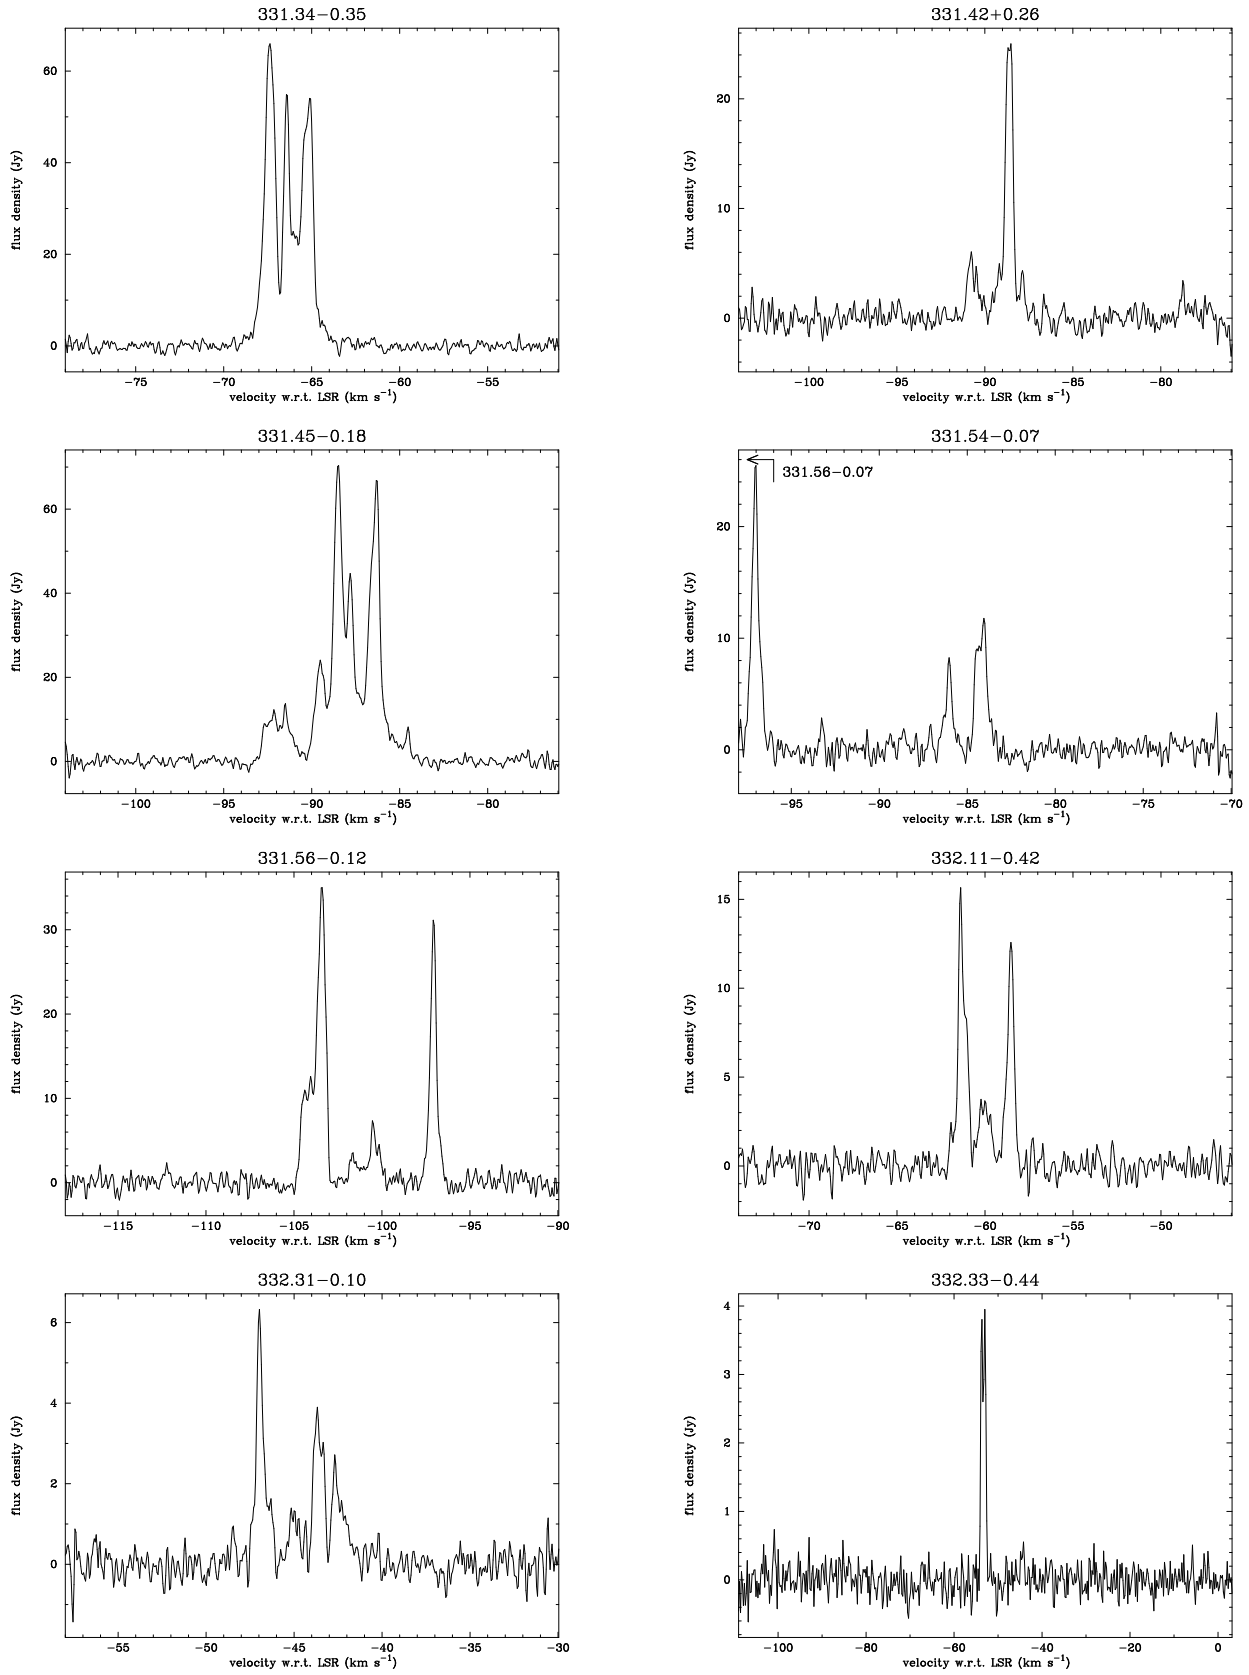 331.34−0.35
60
40
20
0
flux density (Jy)
−75 −70 −65 −60 −55
velocity w.r.t. LSR (km s⁻¹)
331.42+0.26
20
10
0
flux density (Jy)
−100 −95 −90 −85 −80
velocity w.r.t. LSR (km s⁻¹)
331.45−0.18
60
40
20
0
flux density (Jy)
−100 −95 −90 −85 −80
velocity w.r.t. LSR (km s⁻¹)
331.54−0.07
331.56−0.07
20
10
0
flux density (Jy)
−95 −90 −85 −80 −75 −70
velocity w.r.t. LSR (km s⁻¹)
331.56−0.12
30
20
10
0
flux density (Jy)
−115 −110 −105 −100 −95 −90
velocity w.r.t. LSR (km s⁻¹)
332.11−0.42
15
10
5
0
flux density (Jy)
−70 −65 −60 −55 −50
velocity w.r.t. LSR (km s⁻¹)
332.31−0.10
6
4
2
0
flux density (Jy)
−55 −50 −45 −40 −35 −30
velocity w.r.t. LSR (km s⁻¹)
332.33−0.44
4
3
2
1
0
flux density (Jy)
−100 −80 −60 −40 −20 0
velocity w.r.t. LSR (km s⁻¹)